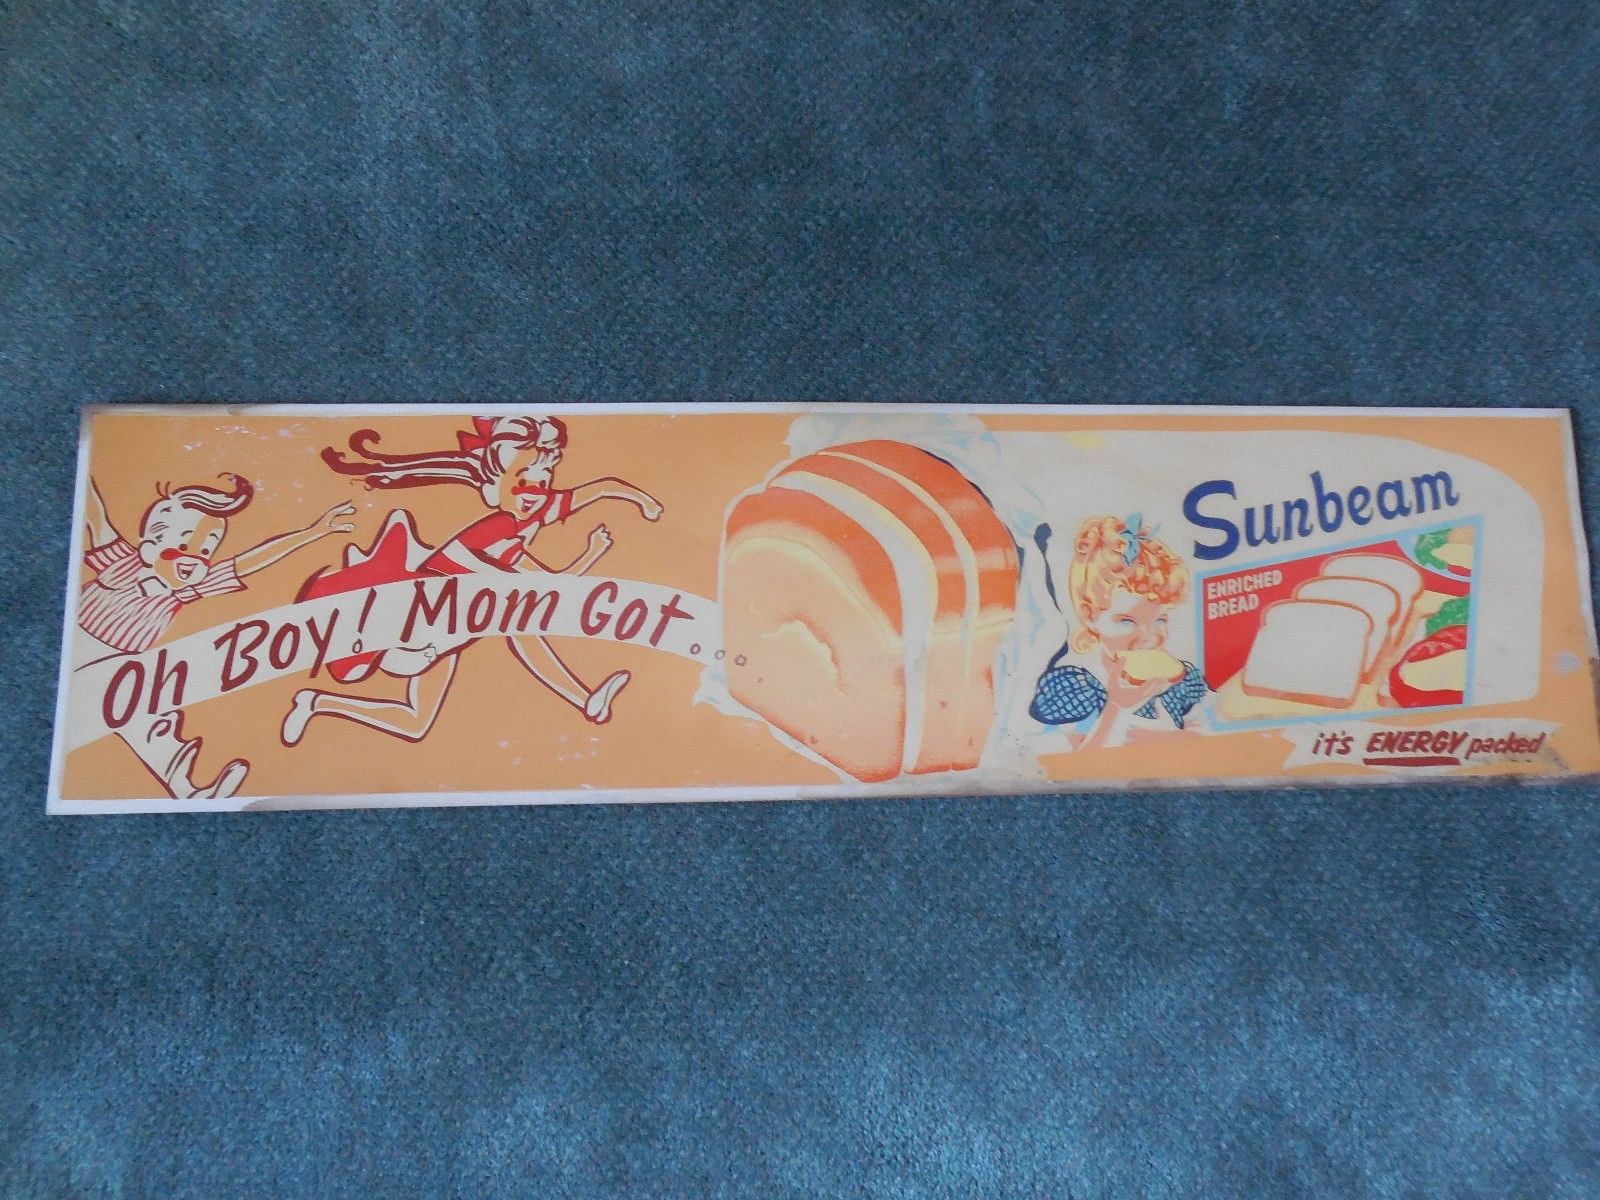 Oh Boy! Mom Got...
Sunbeam
ENRICHED
BREAD
it's ENERGY packed